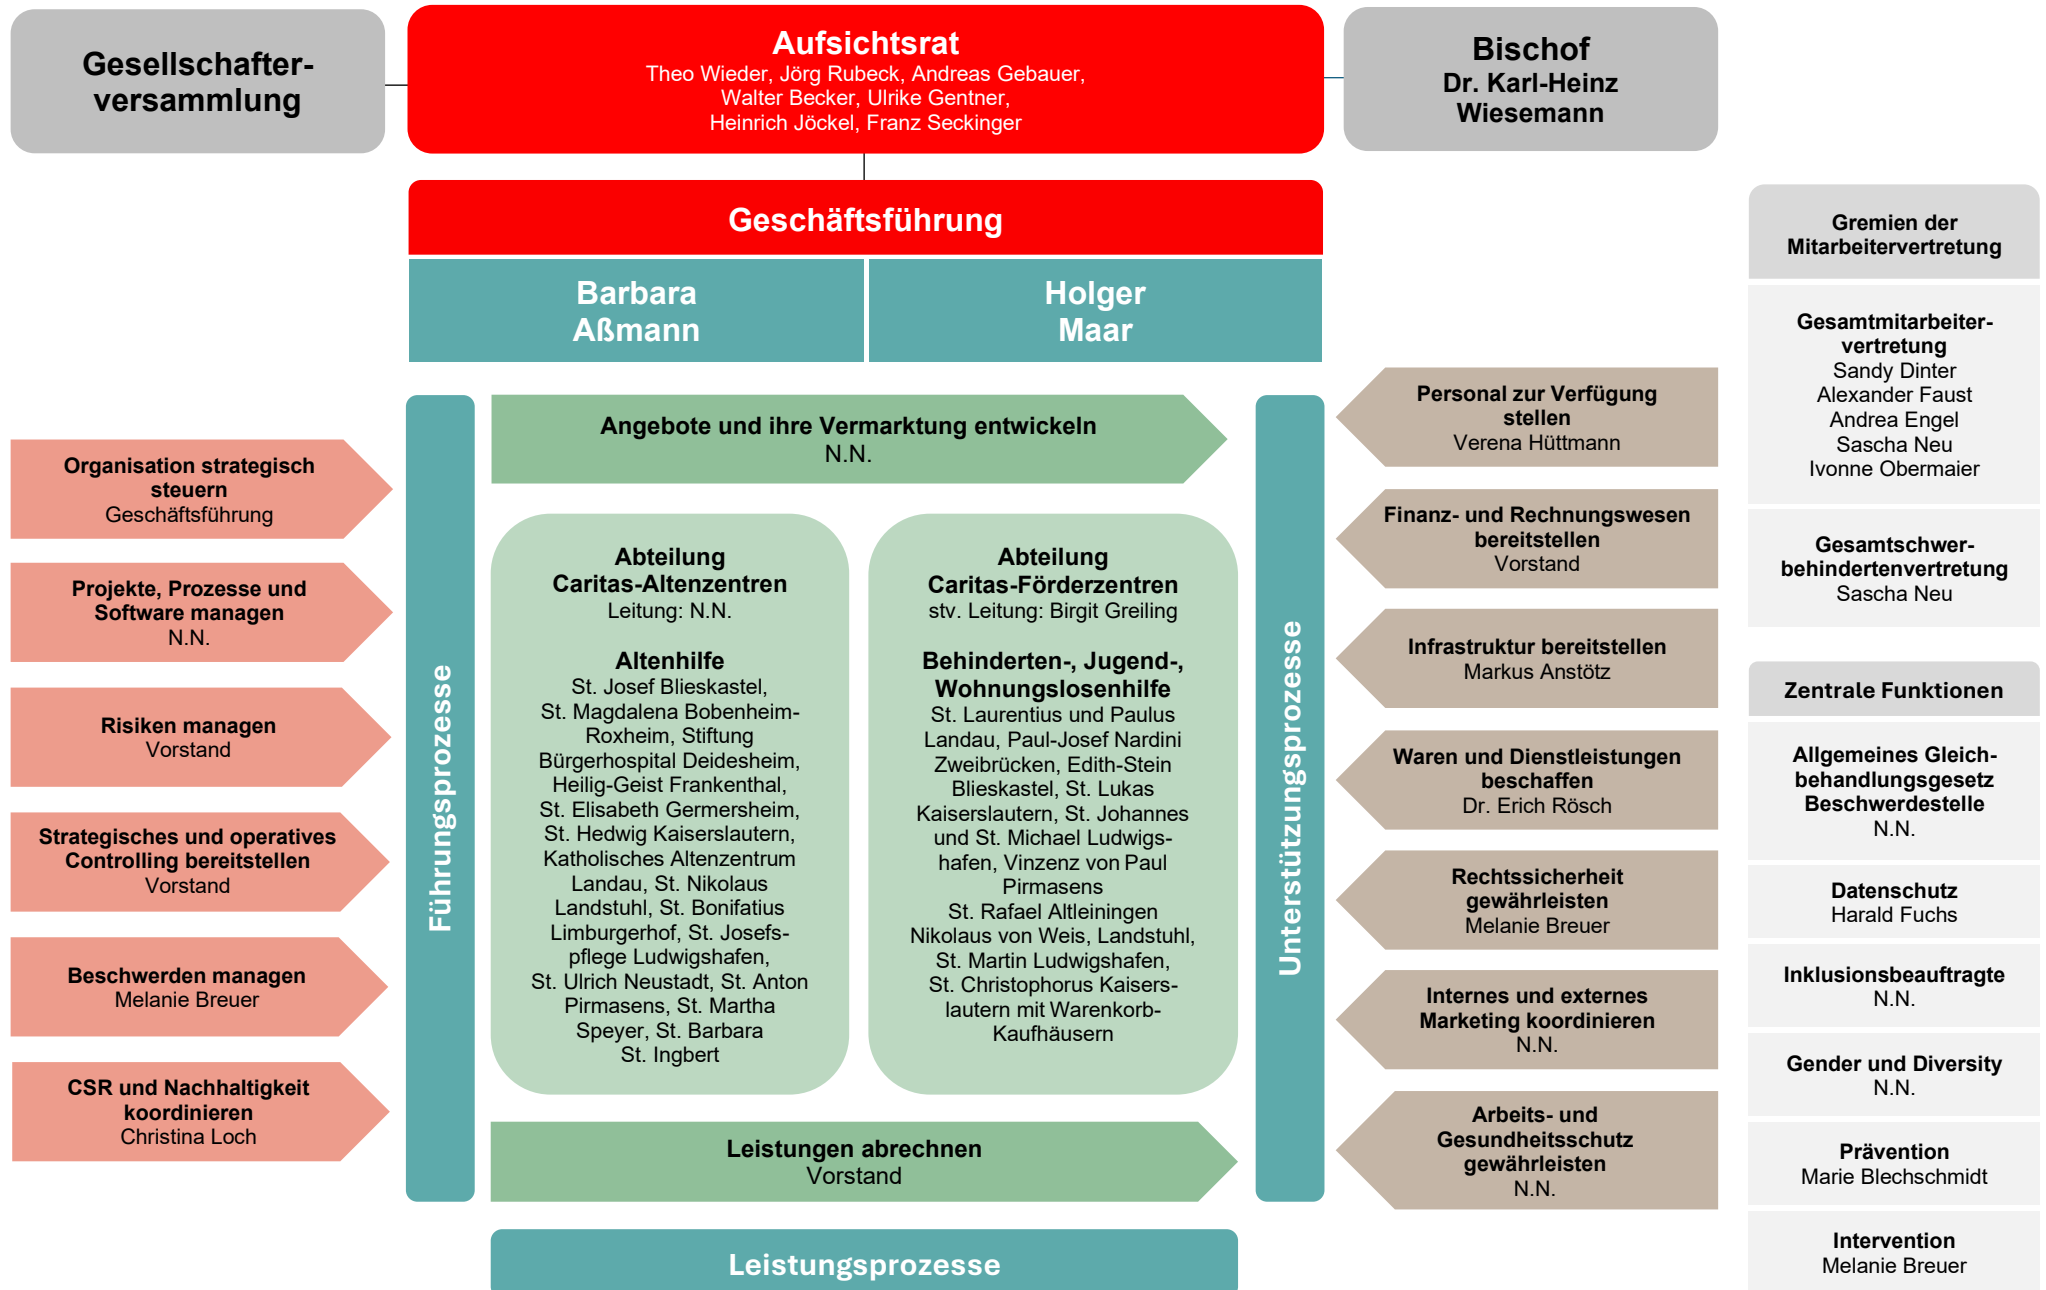 Gesellschafter-
versammlung
Aufsichtsrat
Theo Wieder, Jörg Rubeck, Andreas Gebauer,
Walter Becker, Ulrike Gentner,
Heinrich Jöckel, Franz Seckinger
Bischof
Dr. Karl-Heinz
Wiesemann
Geschäftsführung
Barbara
Aßmann
Holger
Maar
Führungsprozesse
Organisation strategisch
steuern
Geschäftsführung
Projekte, Prozesse und
Software managen
N.N.
Risiken managen
Vorstand
Strategisches und operatives
Controlling bereitstellen
Vorstand
Beschwerden managen
Melanie Breuer
CSR und Nachhaltigkeit
koordinieren
Christina Loch
Angebote und ihre Vermarktung entwickeln
N.N.
Abteilung
Caritas-Altenzentren
Leitung: N.N.
Altenhilfe
St. Josef Blieskastel,
St. Magdalena Bobenheim-
Roxheim, Stiftung
Bürgerhospital Deidesheim,
Heilig-Geist Frankenthal,
St. Elisabeth Germersheim,
St. Hedwig Kaiserslautern,
Katholisches Altenzentrum
Landau, St. Nikolaus
Landstuhl, St. Bonifatius
Limburgerhof, St. Josefs-
pflege Ludwigshafen,
St. Ulrich Neustadt, St. Anton
Pirmasens, St. Martha
Speyer, St. Barbara
St. Ingbert
Abteilung
Caritas-Förderzentren
stv. Leitung: Birgit Greiling
Behinderten-, Jugend-,
Wohnungslosenhilfe
St. Laurentius und Paulus
Landau, Paul-Josef Nardini
Zweibrücken, Edith-Stein
Blieskastel, St. Lukas
Kaiserslautern, St. Johannes
und St. Michael Ludwigs-
hafen, Vinzenz von Paul
Pirmasens
St. Rafael Altleiningen
Nikolaus von Weis, Landstuhl,
St. Martin Ludwigshafen,
St. Christophorus Kaisers-
lautern mit Warenkorb-
Kaufhäusern
Leistungen abrechnen
Vorstand
Leistungsprozesse
Unterstützungsprozesse
Personal zur Verfügung
stellen
Verena Hüttmann
Finanz- und Rechnungswesen
bereitstellen
Vorstand
Infrastruktur bereitstellen
Markus Anstötz
Waren und Dienstleistungen
beschaffen
Dr. Erich Rösch
Rechtssicherheit
gewährleisten
Melanie Breuer
Internes und externes
Marketing koordinieren
N.N.
Arbeits- und
Gesundheitsschutz
gewährleisten
N.N.
Gremien der
Mitarbeitervertretung
Gesamtmitarbeiter-
vertretung
Sandy Dinter
Alexander Faust
Andrea Engel
Sascha Neu
Ivonne Obermaier
Gesamtschwer-
behindertenvertretung
Sascha Neu
Zentrale Funktionen
Allgemeines Gleich-
behandlungsgesetz
Beschwerdestelle
N.N.
Datenschutz
Harald Fuchs
Inklusionsbeauftragte
N.N.
Gender und Diversity
N.N.
Prävention
Marie Blechschmidt
Intervention
Melanie Breuer